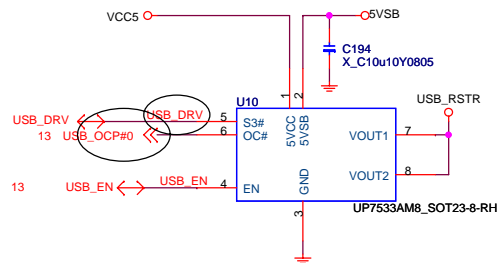 VCC5
5VSB
C194
X_C10u10Y0805
U10
1
2
USB_RSTR
USB_DRV
USB_DRV
5
S3#
5VCC
5VSB
VOUT1
7
13
USB_OCP#0
6
OC#
13
USB_EN
USB_EN
4
EN
GND
VOUT2
8
3
UP7533AM8_SOT23-8-RH